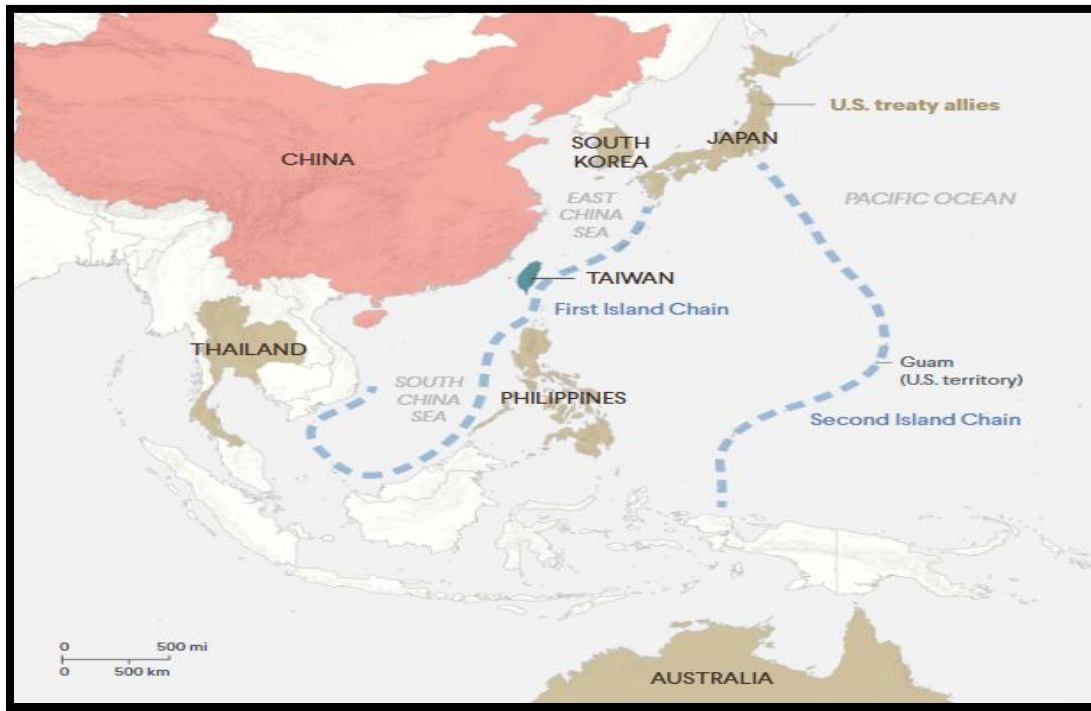 U.S. treaty allies
CHINA
SOUTH
KOREA
JAPAN
EAST
CHINA
SEA
PACIFIC OCEAN
TAIWAN
First Island Chain
THAILAND
SOUTH
CHINA
SEA
PHILIPPINES
Guam
(U.S. territory)
Second Island Chain
0 500 mi
0 500 km
AUSTRALIA